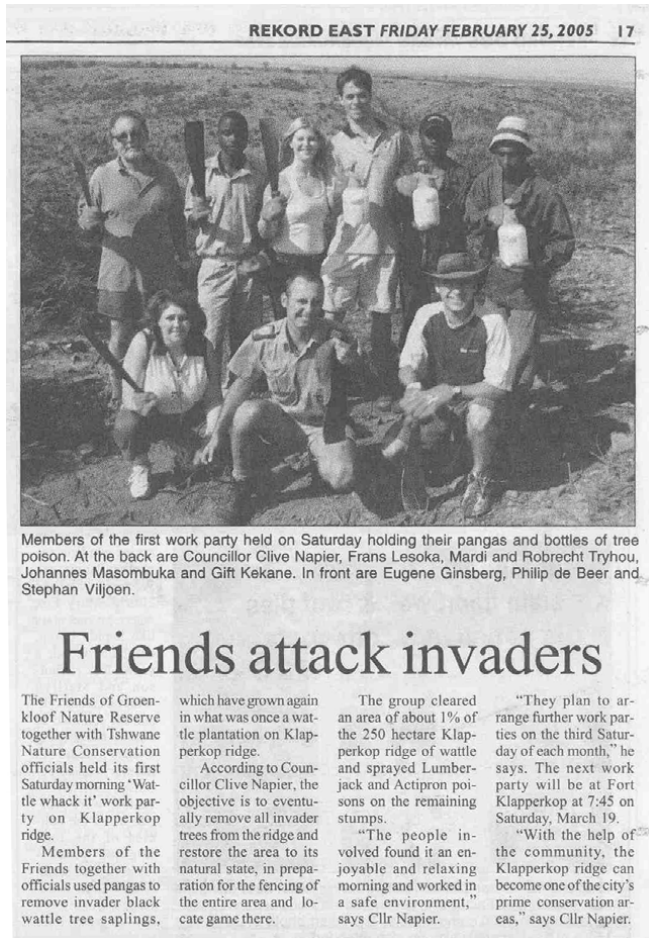 REKORD EAST FRIDAY FEBRUARY 25, 2005 17
Members of the first work party held on Saturday holding their pangas and bottles of tree
poison. At the back are Councillor Clive Napier, Frans Lesoka, Mardi and Robrecht Tryhou,
Johannes Masombuka and Gift Kekane. In front are Eugene Ginsberg, Philip de Beer and
Stephan Viljoen.
Friends attack invaders
The Friends of Groen-
kloof Nature Reserve
together with Tshwane
Nature Conservation
officials held its first
Saturday morning ‘Wat-
tle whack it’ work par-
ty on Klapperkop
ridge.
Members of the
Friends together with
officials used pangas to
remove invader black
wattle tree saplings,
which have grown again
in what was once a wat-
tle plantation on Klap-
perkop ridge.
According to Coun-
cillor Clive Napier, the
objective is to eventu-
ally remove all invader
trees from the ridge and
restore the area to its
natural state, in prepa-
ration for the fencing of
the entire area and lo-
cate game there.
The group cleared
an area of about 1% of
the 250 hectare Klap-
perkop ridge of wattle
and sprayed Lumber-
jack and Actipron poi-
sons on the remaining
stumps.
“The people in-
volved found it an en-
joyable and relaxing
morning and worked in
a safe environment,”
says Cllr Napier.
“They plan to ar-
range further work par-
ties on the third Satur-
day of each month,” he
says. The next work
party will be at Fort
Klapperkop at 7:45 on
Saturday, March 19.
“With the help of
the community, the
Klapperkop ridge can
become one of the city’s
prime conservation ar-
eas,” says Cllr Napier.